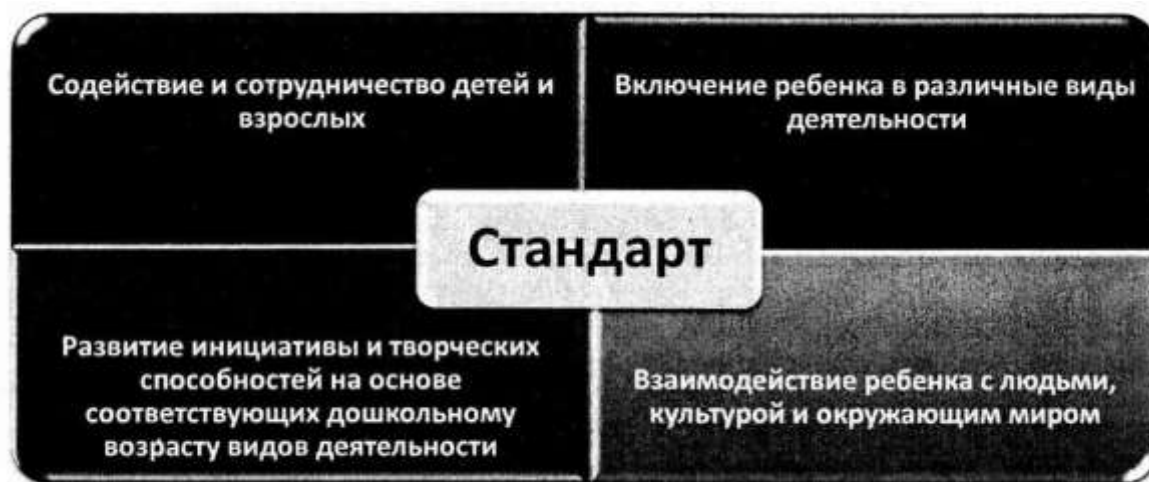 Содействие и сотрудничество детей и
взрослых
Включение ребенка в различные виды
деятельности
Стандарт
Развитие инициативы и творческих
способностей на основе
соответствующих дошкольному
возрасту видов деятельности
Взаимодействие ребенка с людьми,
культурой и окружающим миром